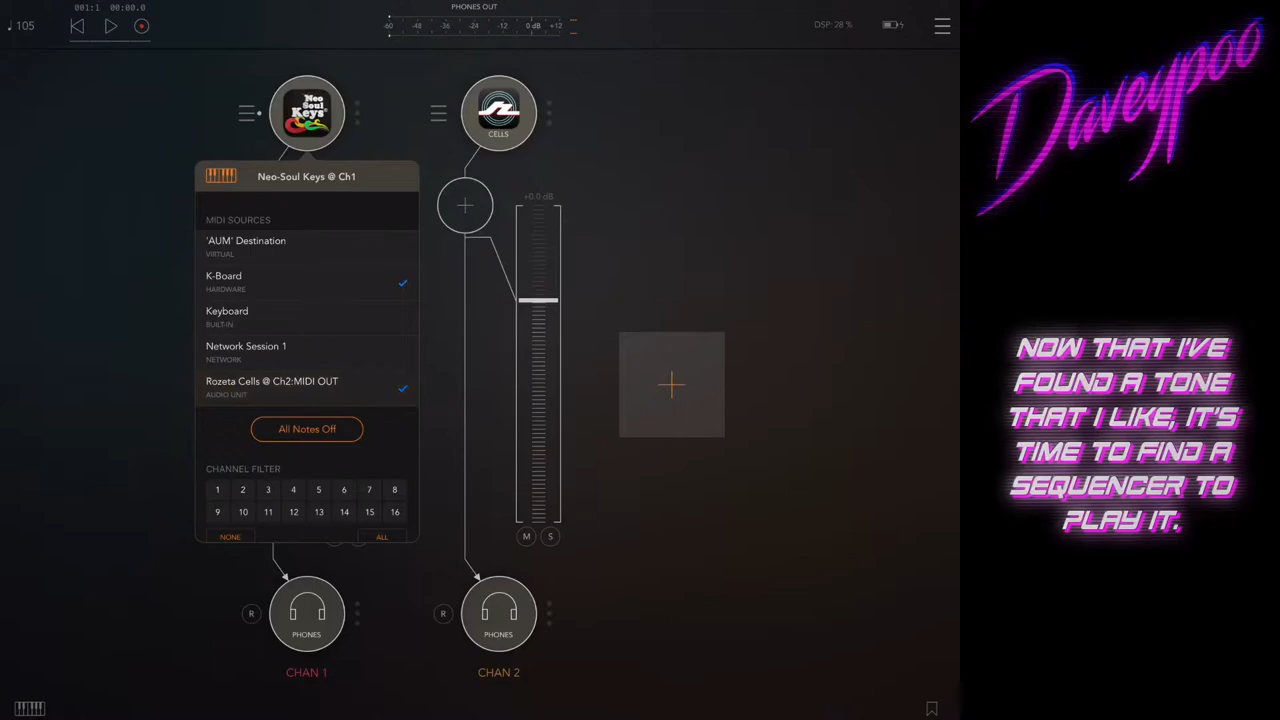 001:1 00:00.0
♩105
PHONES OUT
-60 -48 -36 -24 -12 0 dB +12
DSP: 28 %
Neo
Soul
Keys
CELLS
Neo-Soul Keys @ Ch1
MIDI SOURCES
'AUM' Destination
VIRTUAL
K-Board
HARDWARE
Keyboard
BUILT-IN
Network Session 1
NETWORK
Rozeta Cells @ Ch2:MIDI OUT
AUDIO UNIT
All Notes Off
CHANNEL FILTER
1 2 3 4 5 6 7 8
9 10 11 12 13 14 15 16
NONE ALL
+0.0 dB
M S
R PHONES
R PHONES
CHAN 1
CHAN 2
Daveypoo
NOW THAT I'VE
FOUND A TONE
THAT I LIKE, IT'S
TIME TO FIND A
SEQUENCER TO
PLAY IT.